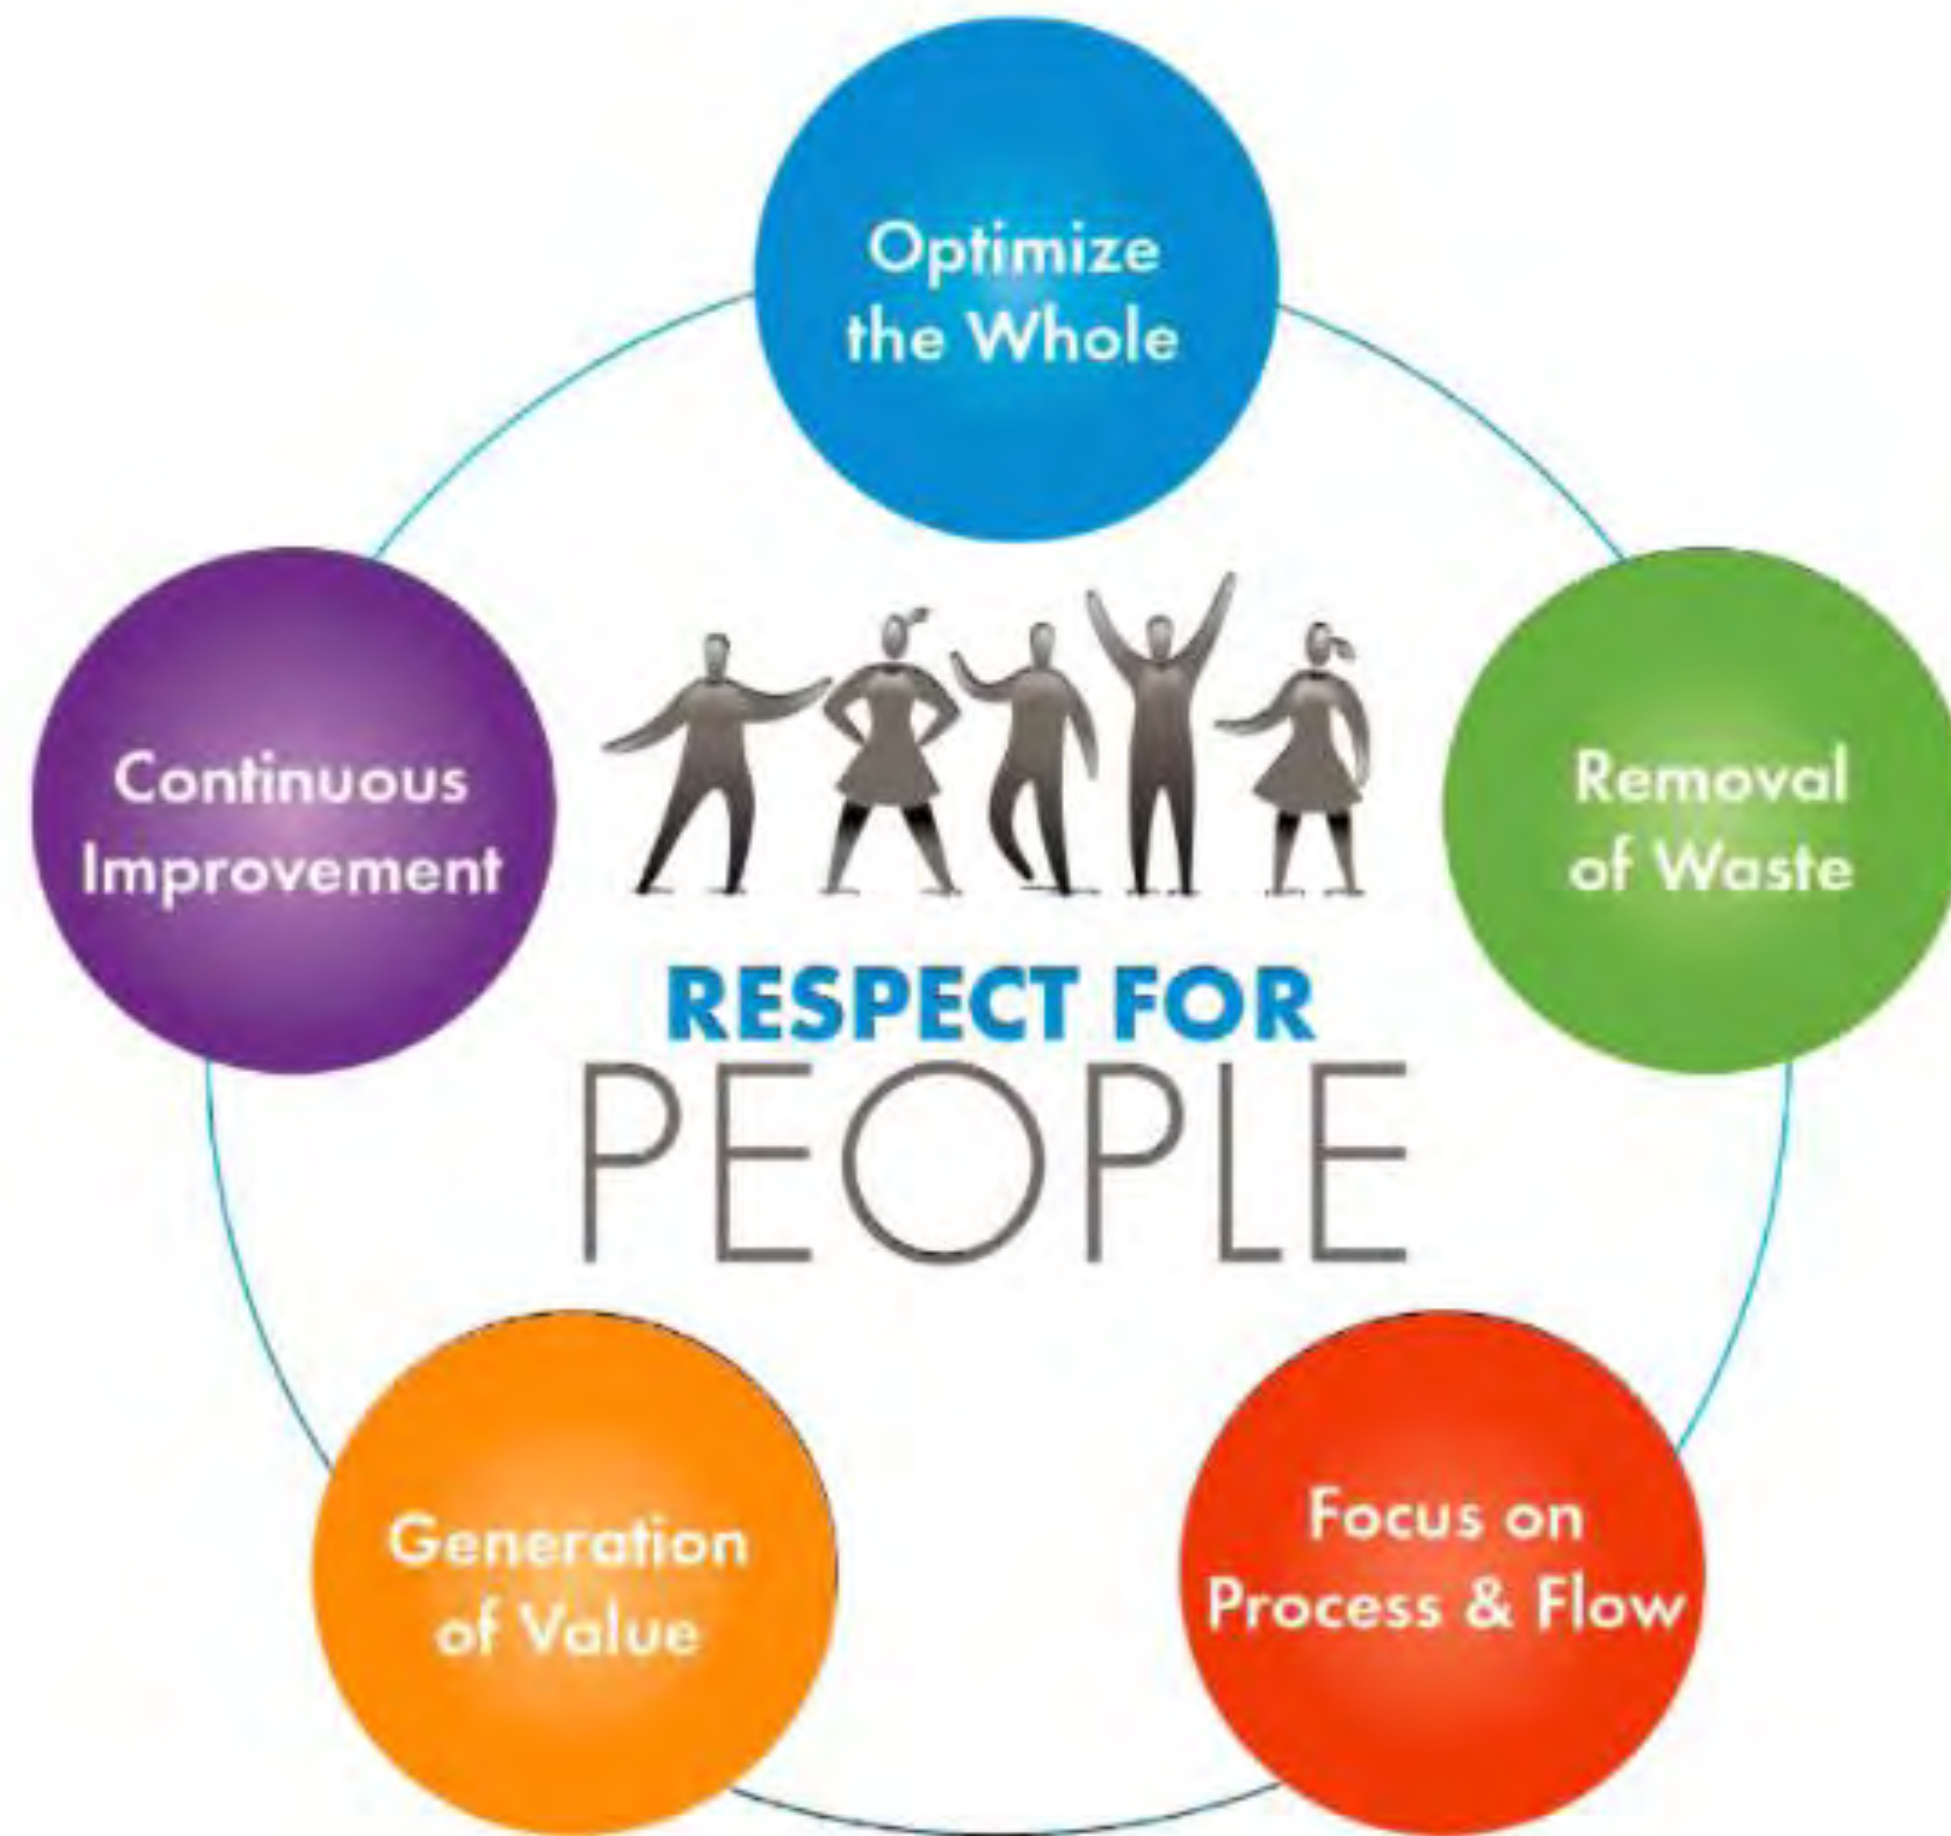 Optimize
the Whole
Continuous
Improvement
Removal
of Waste
RESPECT FOR
PEOPLE
Generation
of Value
Focus on
Process & Flow